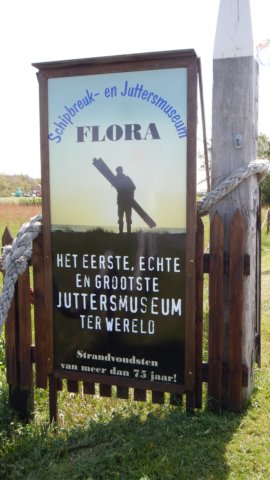 Schipbreuk- en Juttersmuseum
FLORA
HET EERSTE, ECHTE
EN GROOTSTE
JUTTERSMUSEUM
TER WERELD
Strandvondsten
van meer dan 75 jaar!